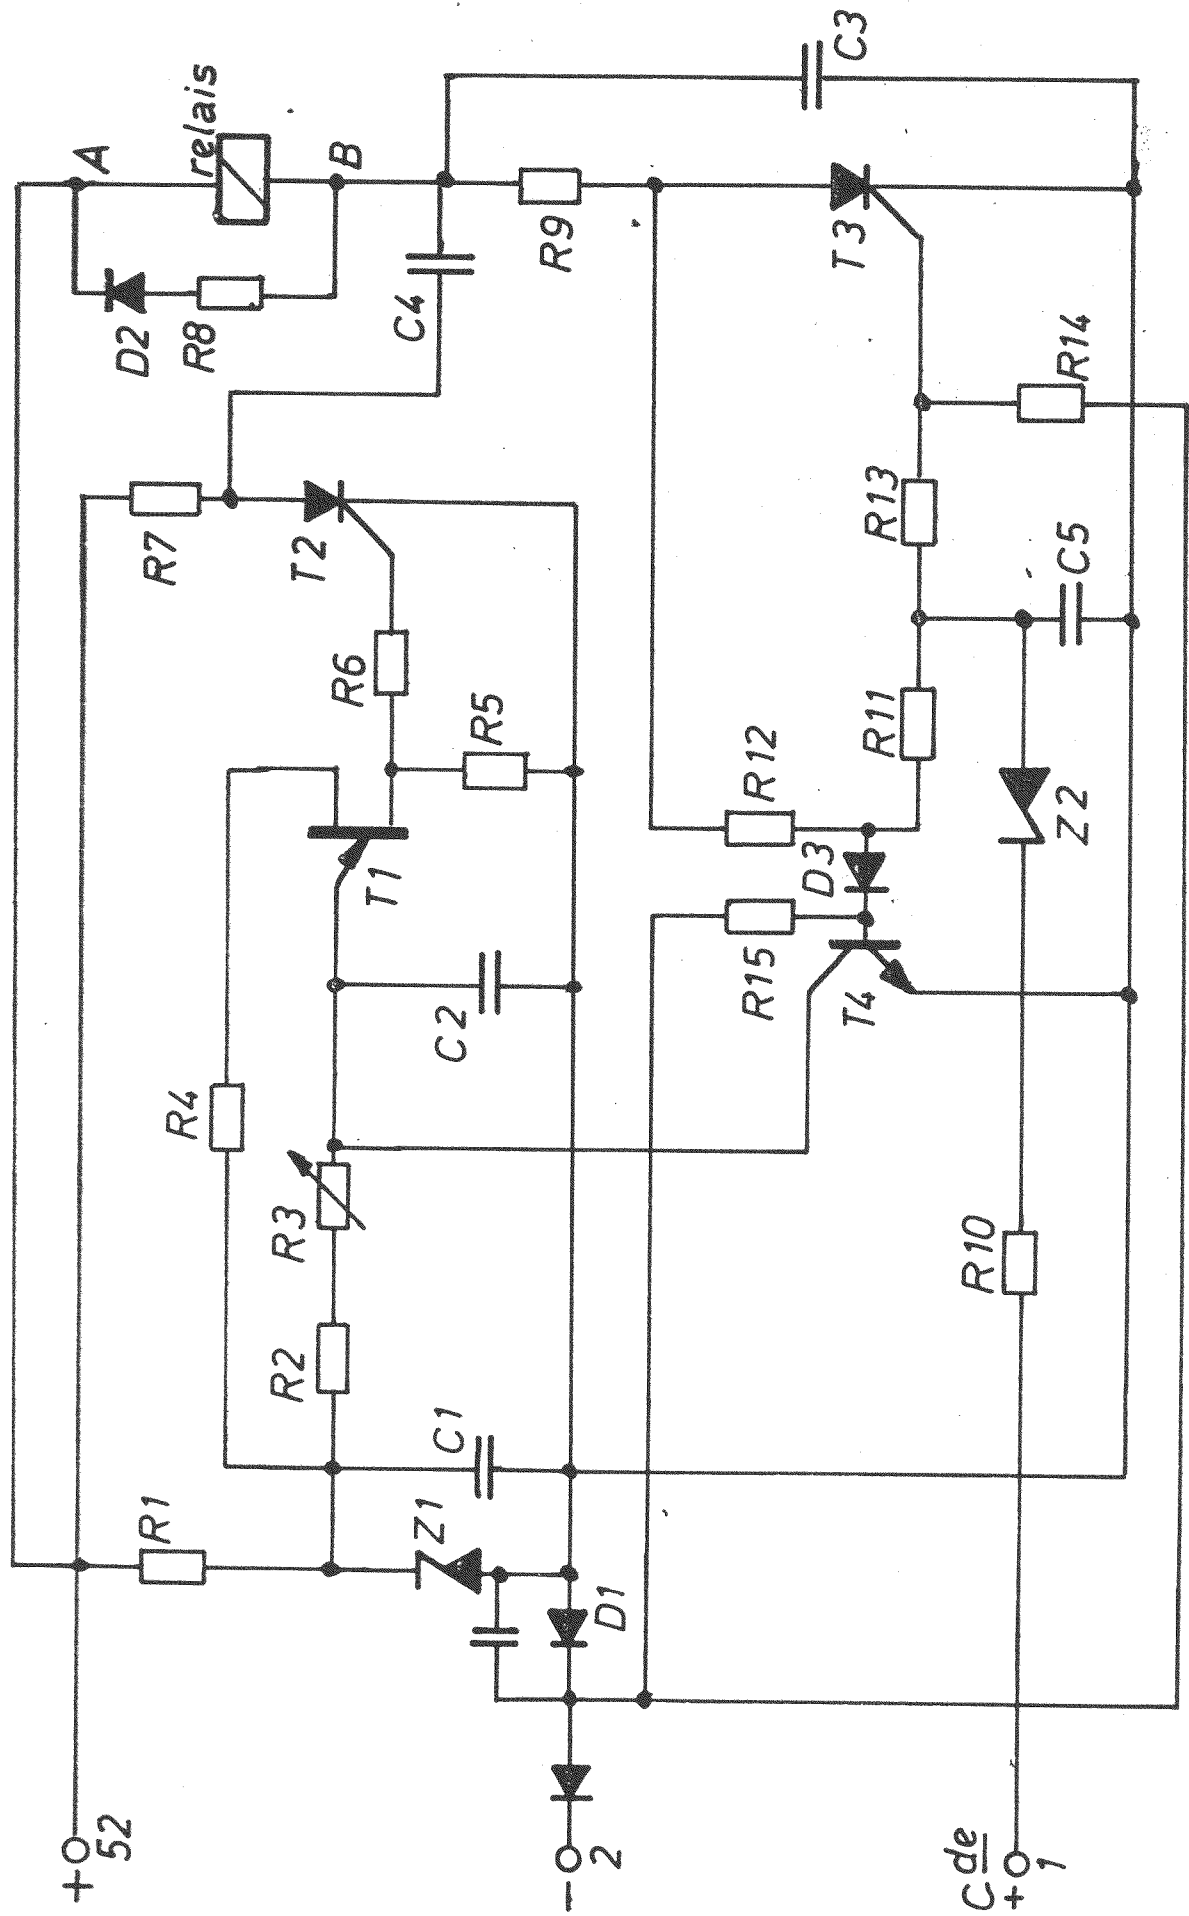 A
relais
B
C3
D2
R8
C4
R9
T3
R14
R7
T2
R13
C5
R6
R5
R11
R12
Z2
T1
D3
R15
T4
C2
R4
R3
R10
R2
C1
R1
Z1
D1
+ 52
- 2
C de
+ 1